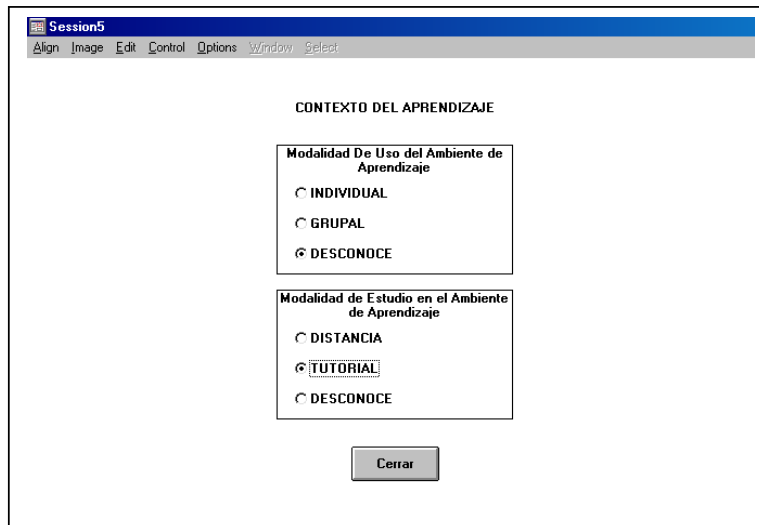 Session5
Align Image Edit Control Options Window Select
CONTEXTO DEL APRENDIZAJE
Modalidad De Uso del Ambiente de
Aprendizaje
INDIVIDUAL
GRUPAL
DESCONOCE
Modalidad de Estudio en el Ambiente
de Aprendizaje
DISTANCIA
TUTORIAL
DESCONOCE
Cerrar